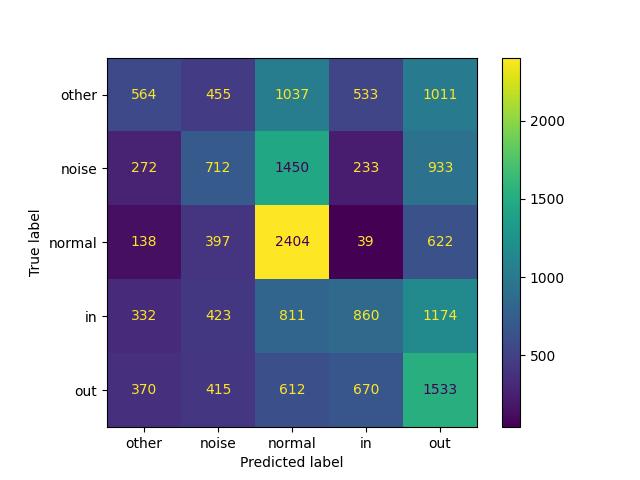 other 564 455 1037 533 1011
noise 272 712 1450 233 933
normal 138 397 2404 39 622
in 332 423 811 860 1174
out 370 415 612 670 1533
other noise normal in out
Predicted label
True label
2000
1500
1000
500